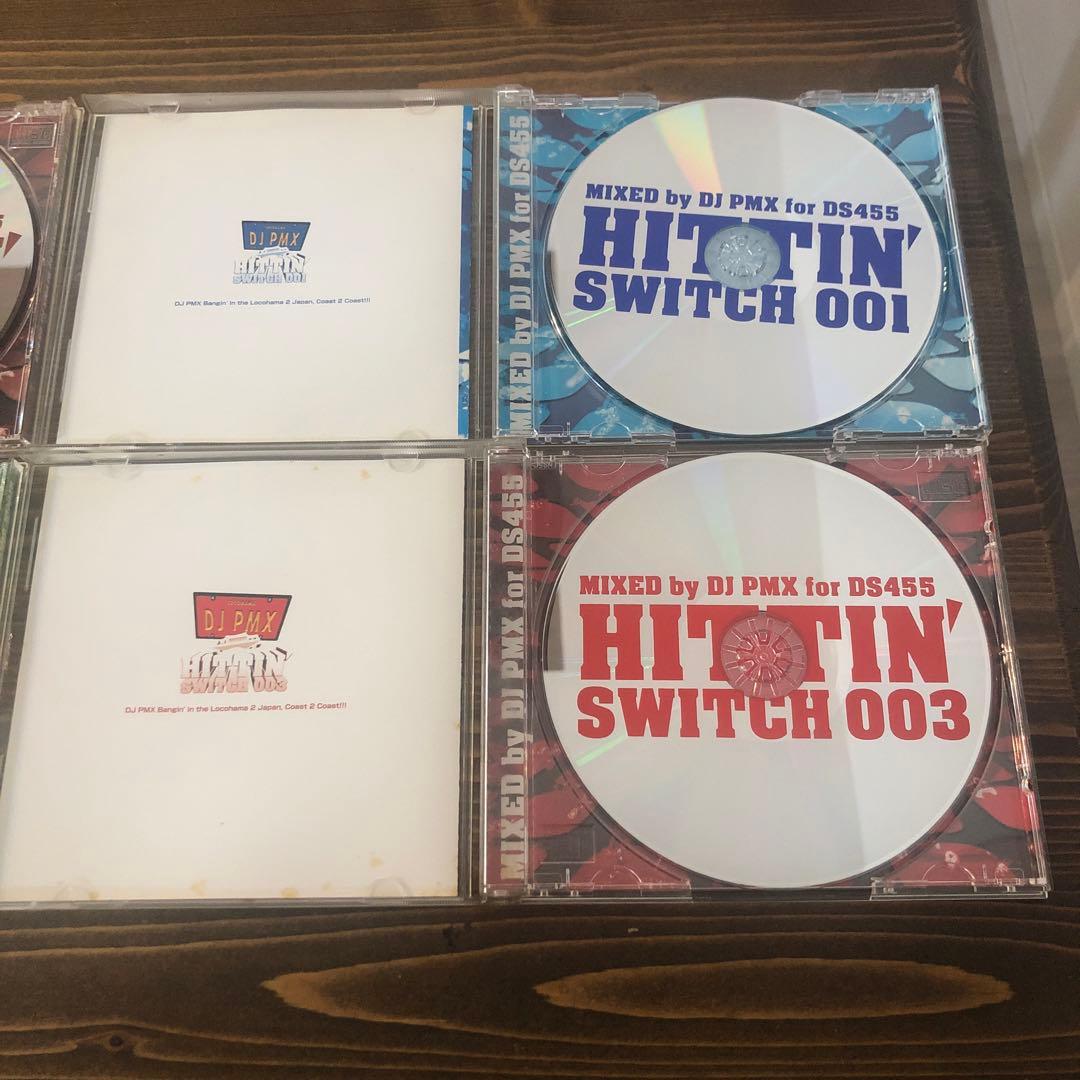 DJ PMX
HITTIN'
SWITCH 001
DJ PMX Bangin' in the Locohama 2 Japan, Coast 2 Coast!!!
MIXED by DJ PMX for DS455
MIXED by DJ PMX for DS455
HITTIN'
SWITCH 001
DJ PMX
HITTIN'
SWITCH 003
DJ PMX Bangin' in the Locohama 2 Japan, Coast 2 Coast!!!
MIXED by DJ PMX for DS455
MIXED by DJ PMX for DS455
HITTIN'
SWITCH 003